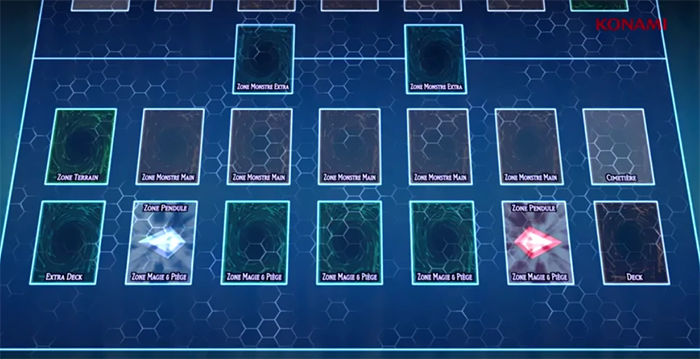 KONAMI
Zone Monstre Extra
Zone Monstre Extra
Zone Terrain
Zone Monstre Main
Zone Monstre Main
Zone Monstre Main
Zone Monstre Main
Zone Monstre Main
Cimetière
Zone Pendule
Zone Pendule
Extra Deck
Zone Magie & Piège
Zone Magie & Piège
Zone Magie & Piège
Zone Magie & Piège
Zone Magie & Piège
Deck